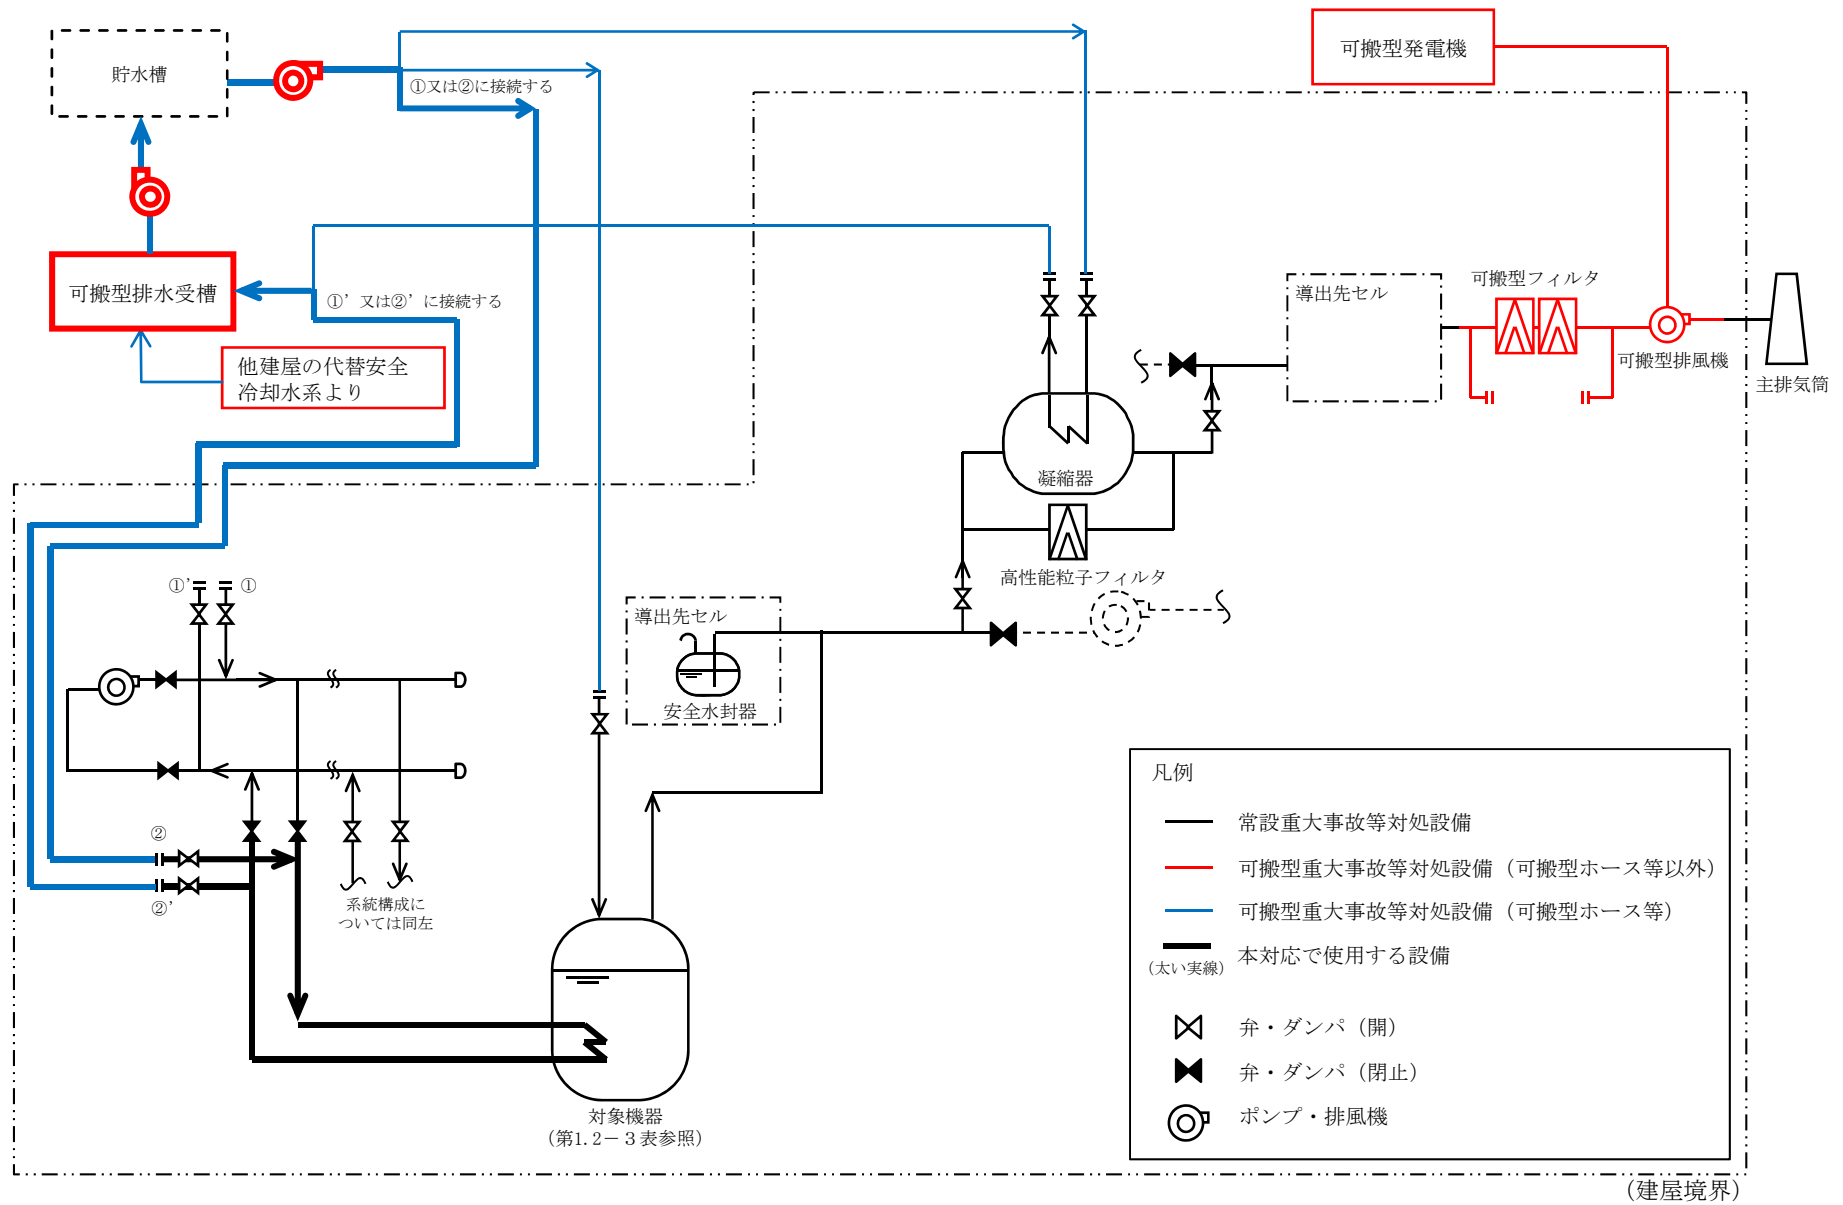 貯水槽
可搬型発電機
①又は②に接続する
可搬型排水受槽
①’又は②’に接続する
他建屋の代替安全
冷却水系より
導出先セル
可搬型フィルタ
可搬型排風機
主排気筒
凝縮器
高性能粒子フィルタ
①’
①
導出先セル
安全水封器
②
②’
系統構成に
ついては同左
対象機器
（第1.2－３表参照）
凡例
常設重大事故等対処設備
可搬型重大事故等対処設備（可搬型ホース等以外）
可搬型重大事故等対処設備（可搬型ホース等）
本対応で使用する設備
（太い実線）
弁・ダンパ（開）
弁・ダンパ（閉止）
ポンプ・排風機
（建屋境界）